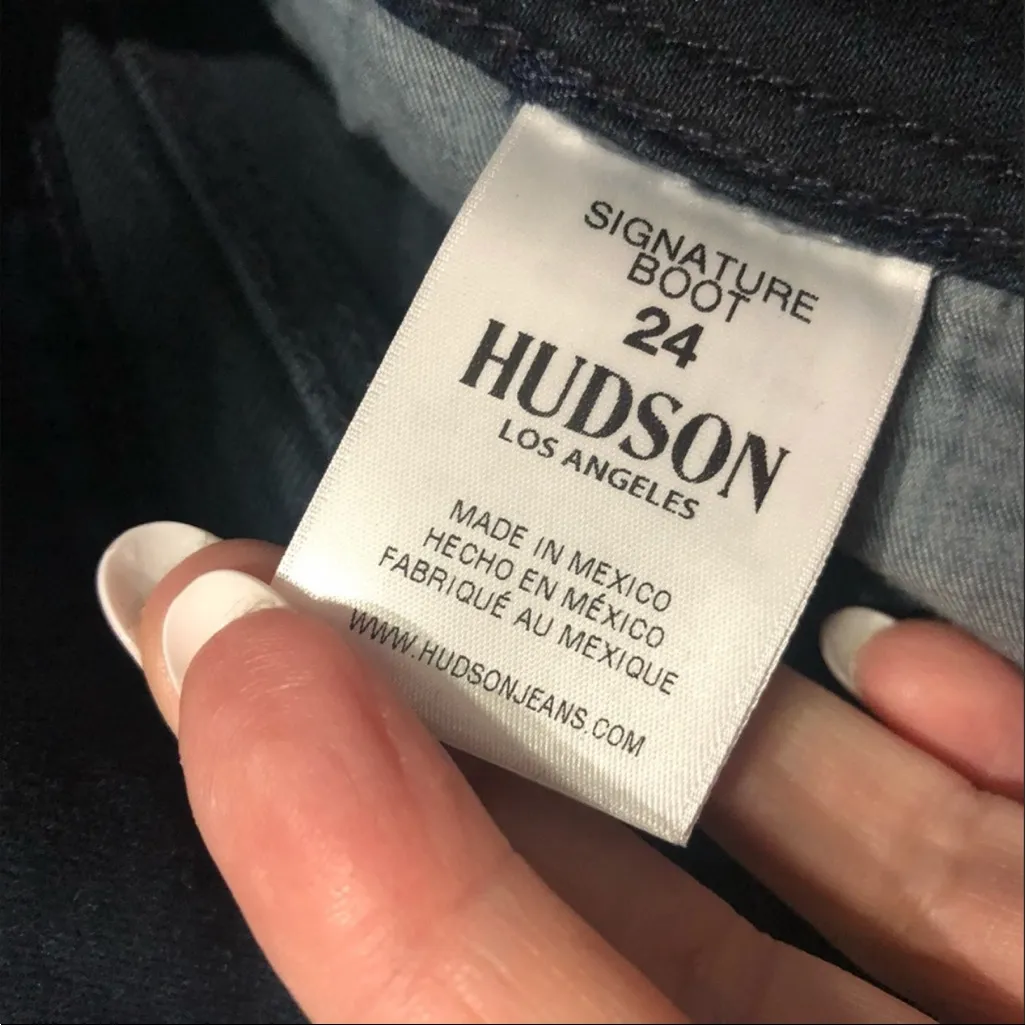 SIGNATURE
BOOT
24
HUDSON
LOS ANGELES
MADE IN MEXICO
HECHO EN MÉXICO
FABRIQUÉ AU MEXIQUE
WWW.HUDSONJEANS.COM